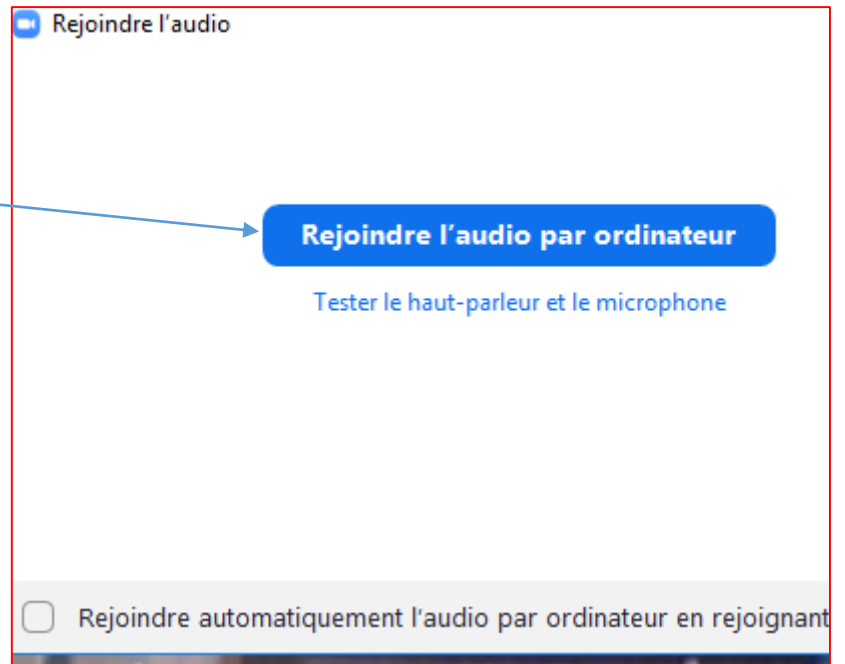 Rejoindre l'audio
Rejoindre l'audio par ordinateur
Tester le haut-parleur et le microphone
Rejoindre automatiquement l'audio par ordinateur en rejoignant